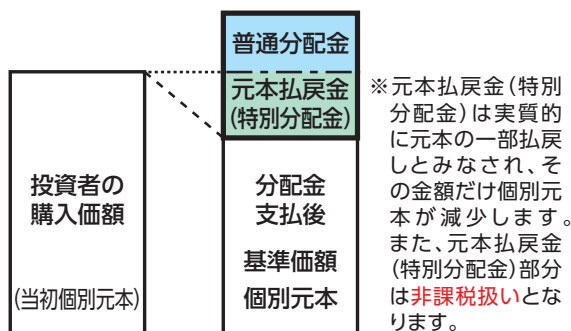 普通分配金
元本払戻金
(特別分配金)
投資者の
購入価額
(当初個別元本)
分配金
支払後
基準価額
個別元本
※元本払戻金(特別
分配金)は実質的
に元本の一部払戻
しとみなされ、そ
の金額だけ個別元
本が減少します。
また、元本払戻金
(特別分配金)部分
は非課税扱いとな
ります。